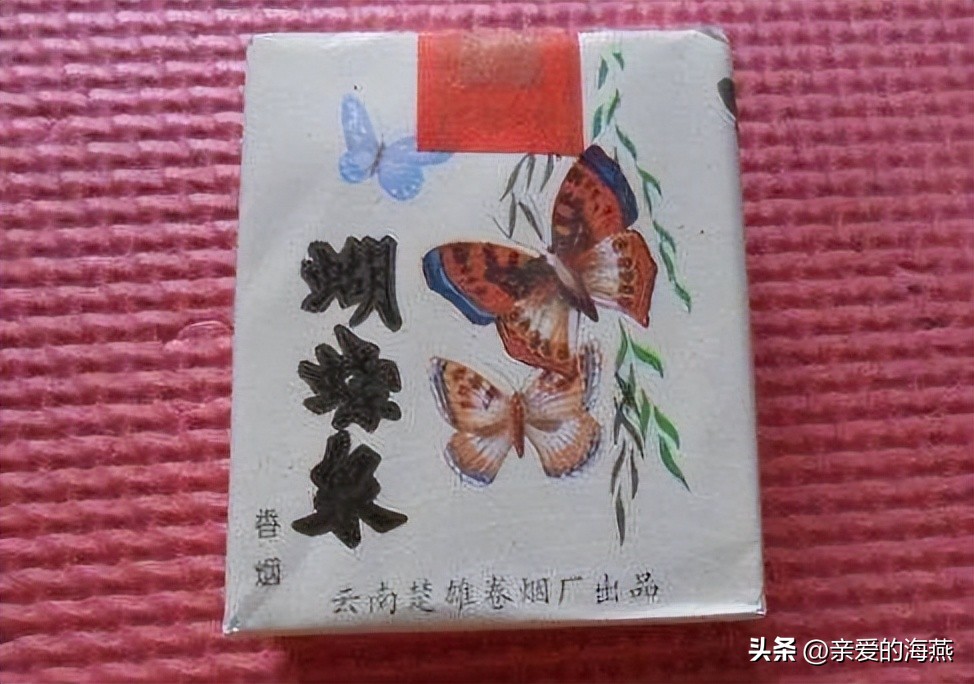 蝴蝶泉
香烟
云南楚雄卷烟厂出品
头条 @亲爱的海燕